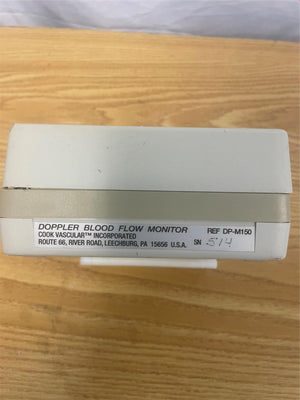 DOPPLER BLOOD FLOW MONITOR REF DP-M150
COOK VASCULAR™ INCORPORATED
ROUTE 66, RIVER ROAD, LEECHBURG, PA 15656 U.S.A. SN 514